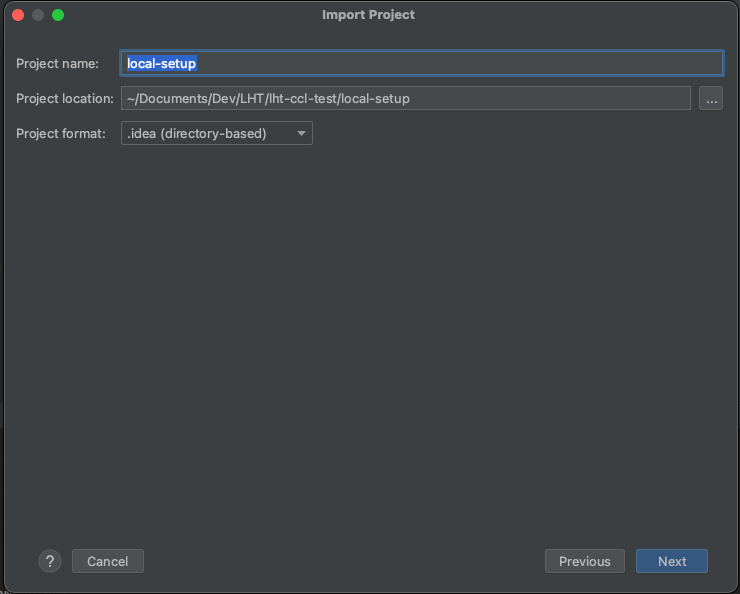 Import Project
Project name: local-setup
Project location: ~/Documents/Dev/LHT/lht-ccl-test/local-setup ...
Project format: .idea (directory-based)
? Cancel Previous Next